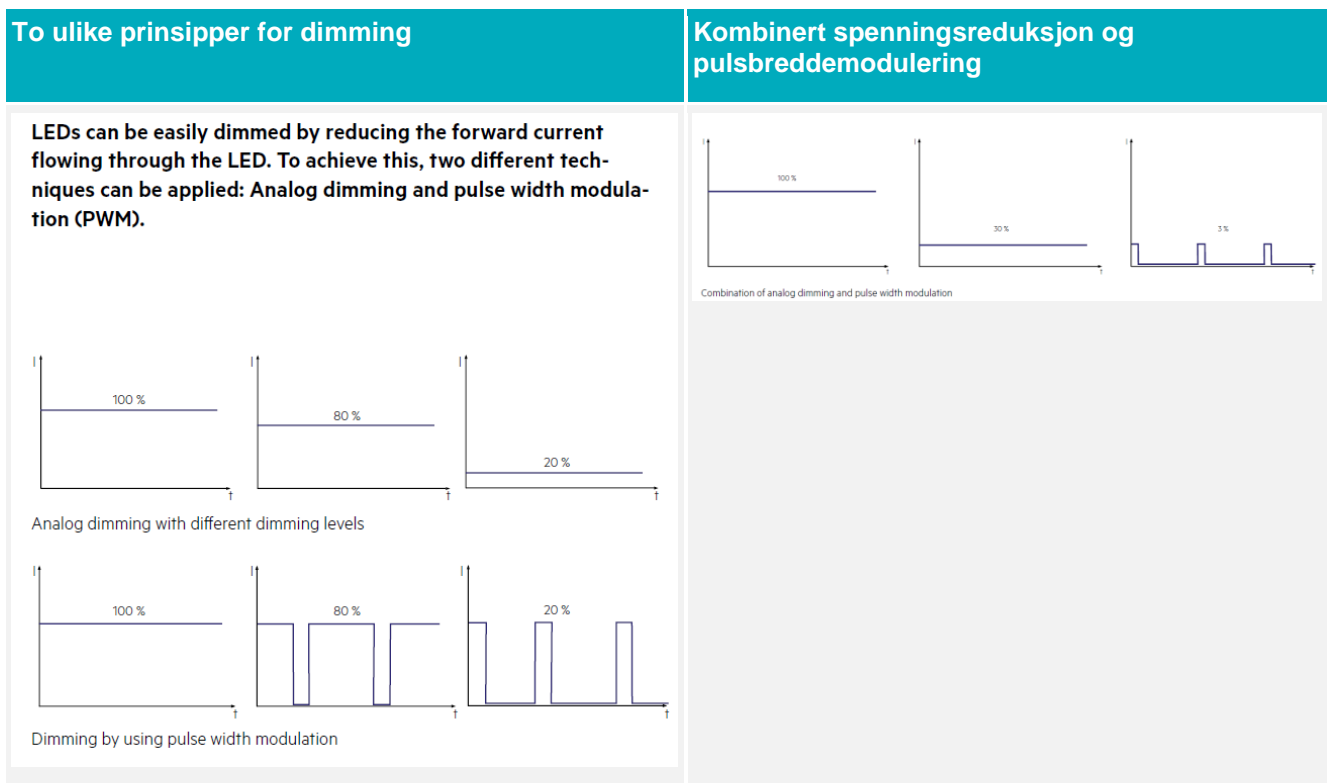 To ulike prinsipper for dimming
LEDs can be easily dimmed by reducing the forward current
flowing through the LED. To achieve this, two different tech-
niques can be applied: Analog dimming and pulse width modula-
tion (PWM).
I
100 %
t
I
80 %
t
I
20 %
t
Analog dimming with different dimming levels
I
100 %
t
I
80 %
t
I
20 %
t
Dimming by using pulse width modulation
Kombinert spenningsreduksjon og
pulsbreddemodulering
I
100 %
t
I
30 %
t
I
3 %
t
Combination of analog dimming and pulse width modulation